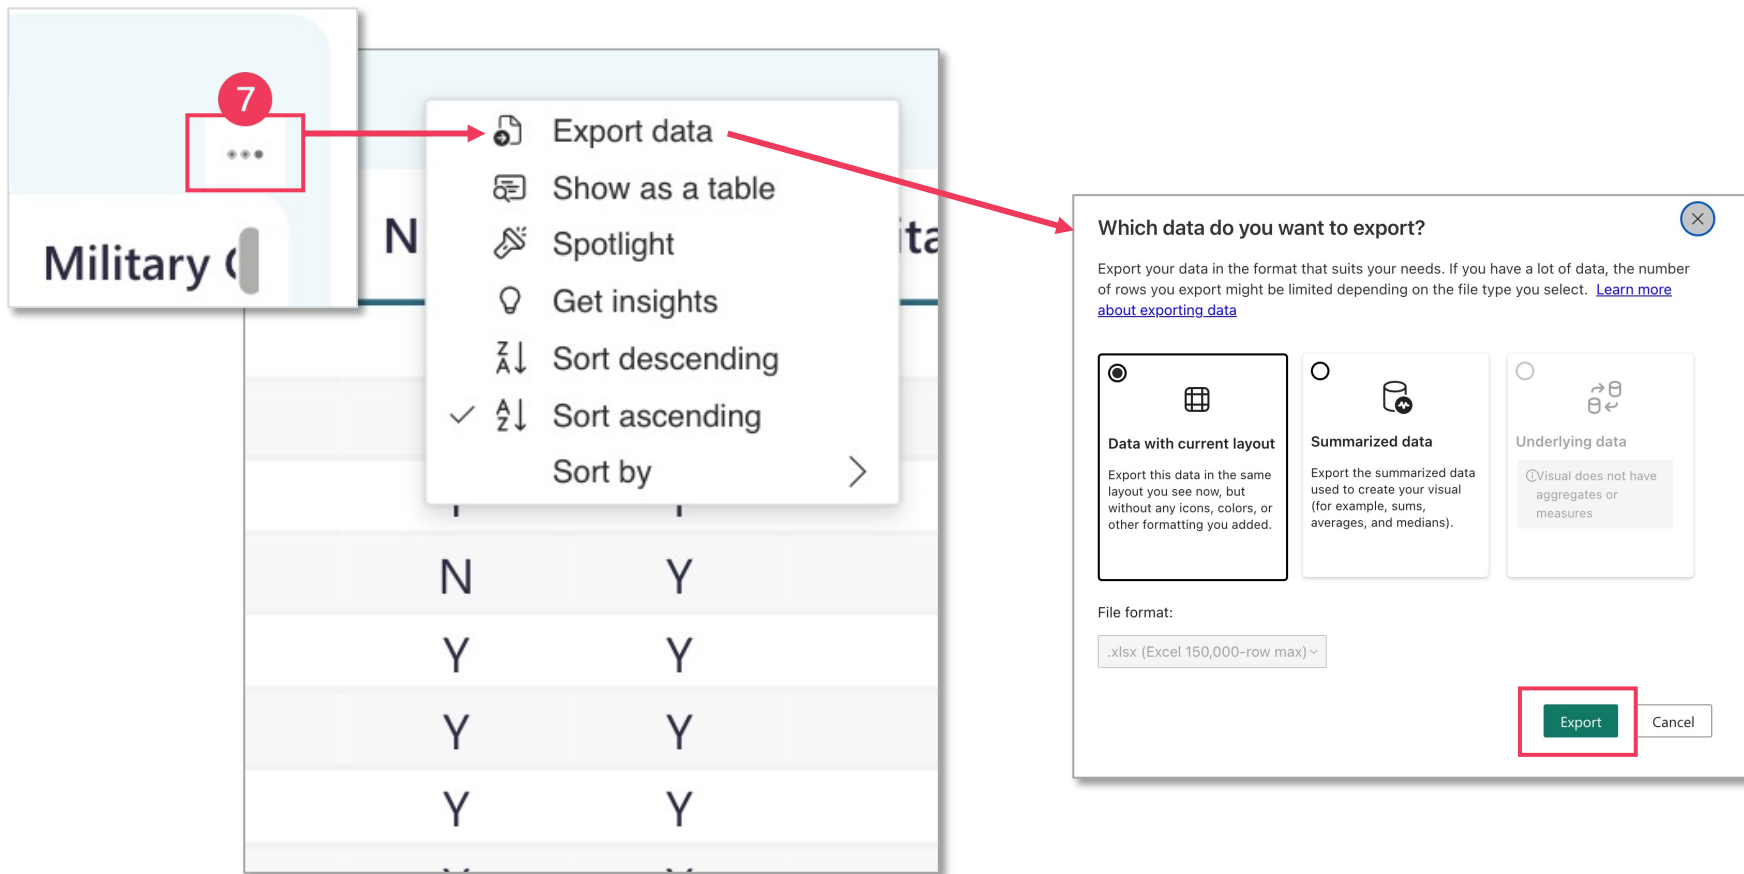 7
Military
N
Export data
Show as a table
Spotlight
Get insights
Sort descending
Sort ascending
Sort by
N Y
Y Y
Y Y
Y Y
Which data do you want to export?
Export your data in the format that suits your needs. If you have a lot of data, the number
of rows you export might be limited depending on the file type you select. Learn more
about exporting data
Data with current layout
Export this data in the same
layout you see now, but
without any icons, colors, or
other formatting you added.
Summarized data
Export the summarized data
used to create your visual
(for example, sums,
averages, and medians).
Underlying data
Visual does not have
aggregates or
measures
File format:
.xlsx (Excel 150,000-row max)
Export
Cancel